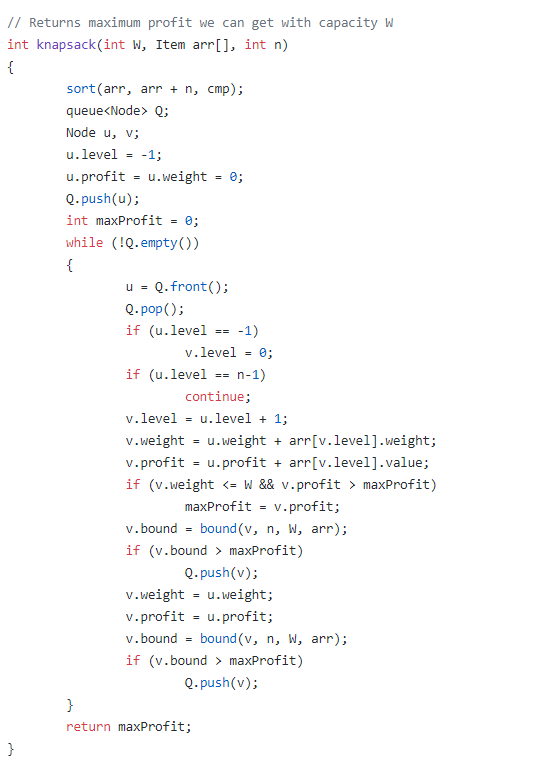 // Returns maximum profit we can get with capacity W
int knapsack(int W, Item arr[], int n)
{
sort(arr, arr + n, cmp);
queue<Node> Q;
Node u, v;
u.level = -1;
u.profit = u.weight = 0;
Q.push(u);
int maxProfit = 0;
while (!Q.empty())
{
u = Q.front();
Q.pop();
if (u.level == -1)
v.level = 0;
if (u.level == n-1)
continue;
v.level = u.level + 1;
v.weight = u.weight + arr[v.level].weight;
v.profit = u.profit + arr[v.level].value;
if (v.weight <= W && v.profit > maxProfit)
maxProfit = v.profit;
v.bound = bound(v, n, W, arr);
if (v.bound > maxProfit)
Q.push(v);
v.weight = u.weight;
v.profit = u.profit;
v.bound = bound(v, n, W, arr);
if (v.bound > maxProfit)
Q.push(v);
}
return maxProfit;
}